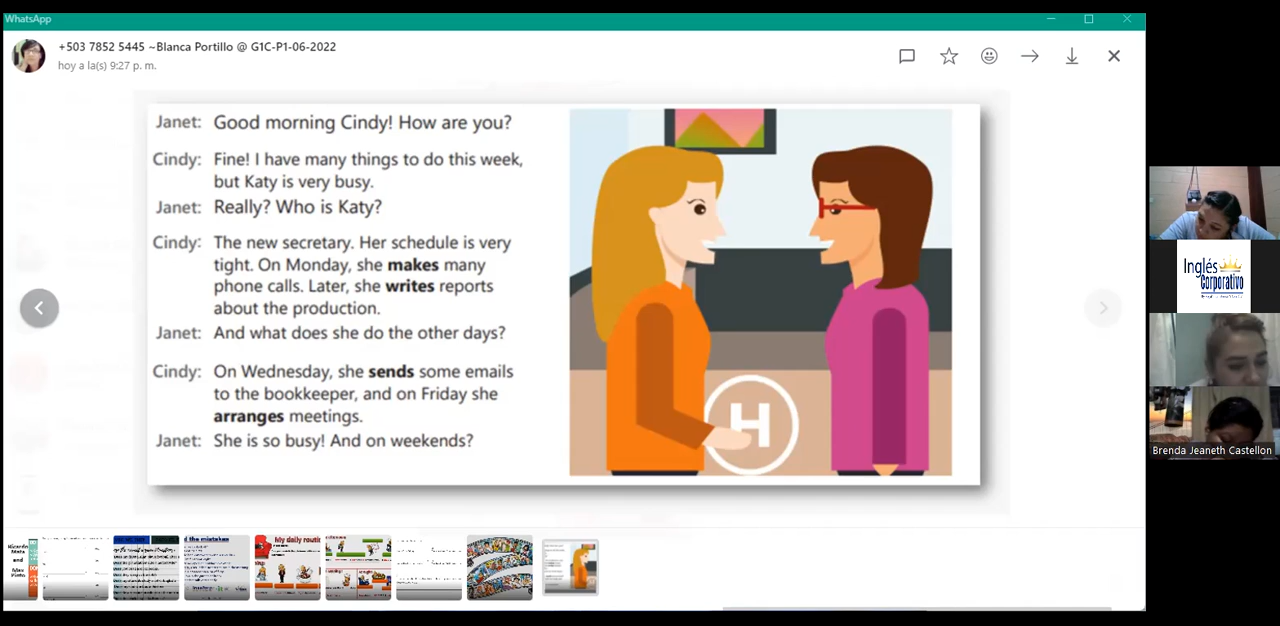 WhatsApp
+503 7852 5445 ~Blanca Portillo @ G1C-P1-06-2022
hoy a la(s) 9:27 p. m.
Janet: Good morning Cindy! How are you?
Cindy: Fine! I have many things to do this week,
but Katy is very busy.
Janet: Really? Who is Katy?
Cindy: The new secretary. Her schedule is very
tight. On Monday, she makes many
phone calls. Later, she writes reports
about the production.
Janet: And what does she do the other days?
Cindy: On Wednesday, she sends some emails
to the bookkeeper, and on Friday she
arranges meetings.
Janet: She is so busy! And on weekends?
H
Inglés
Corporativo
Brenda Jeaneth Castellon
the mistakes
My daily routi